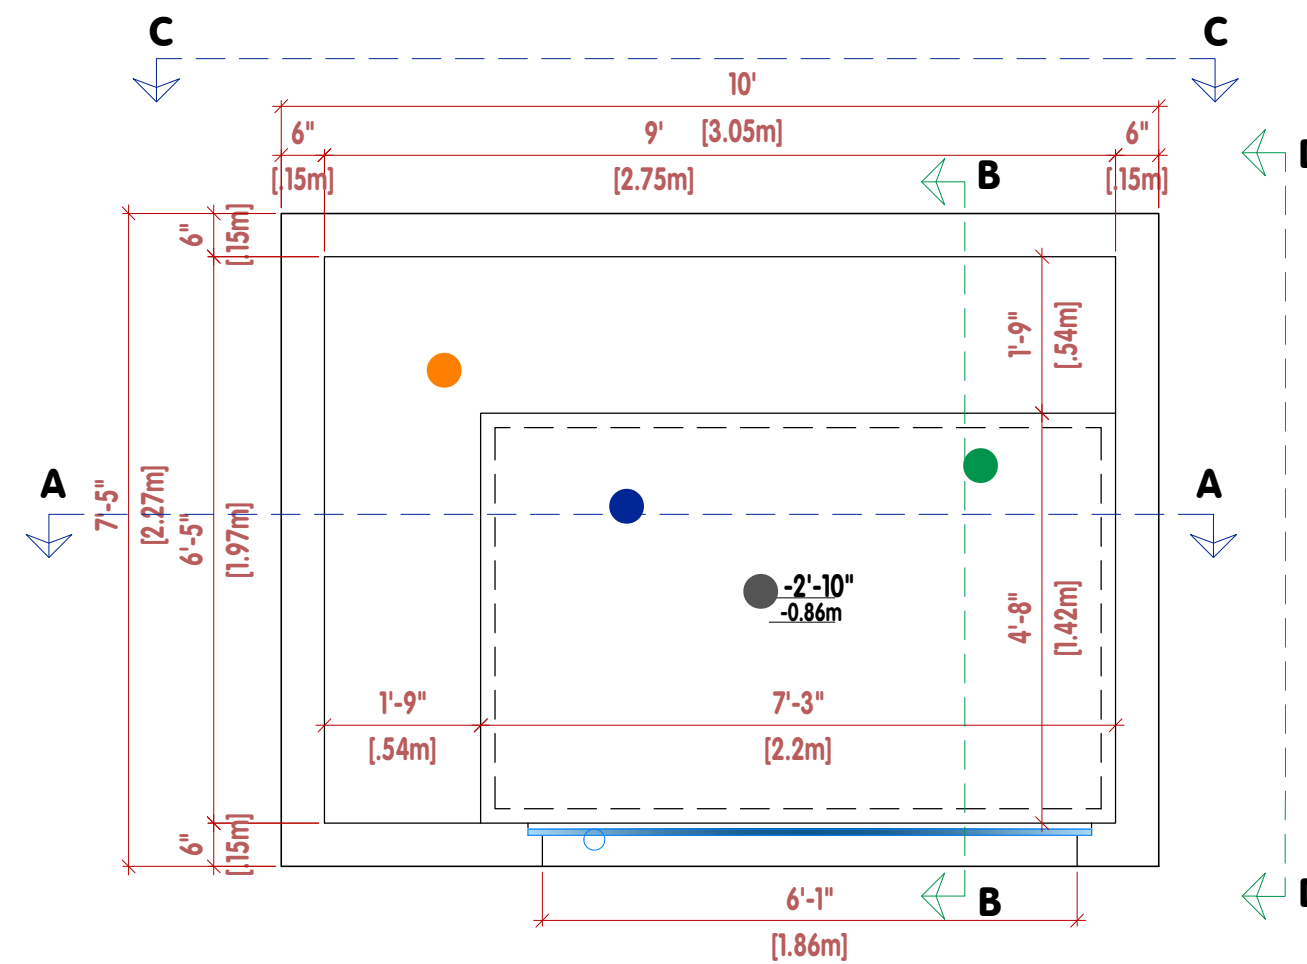 C
C
10'
6"
9'
[3.05m]
6"
[.15m]
[2.75m]
[.15m]
B
6"
[.15m]
1'-9"
[.54m]
A
A
7'-5"
[2.27m]
6'-5"
[1.97m]
-2'-10"
-0.86m
4'-8"
[1.42m]
1'-9"
7'-3"
[.54m]
[2.2m]
6"
[.15m]
6'-1"
B
[1.86m]